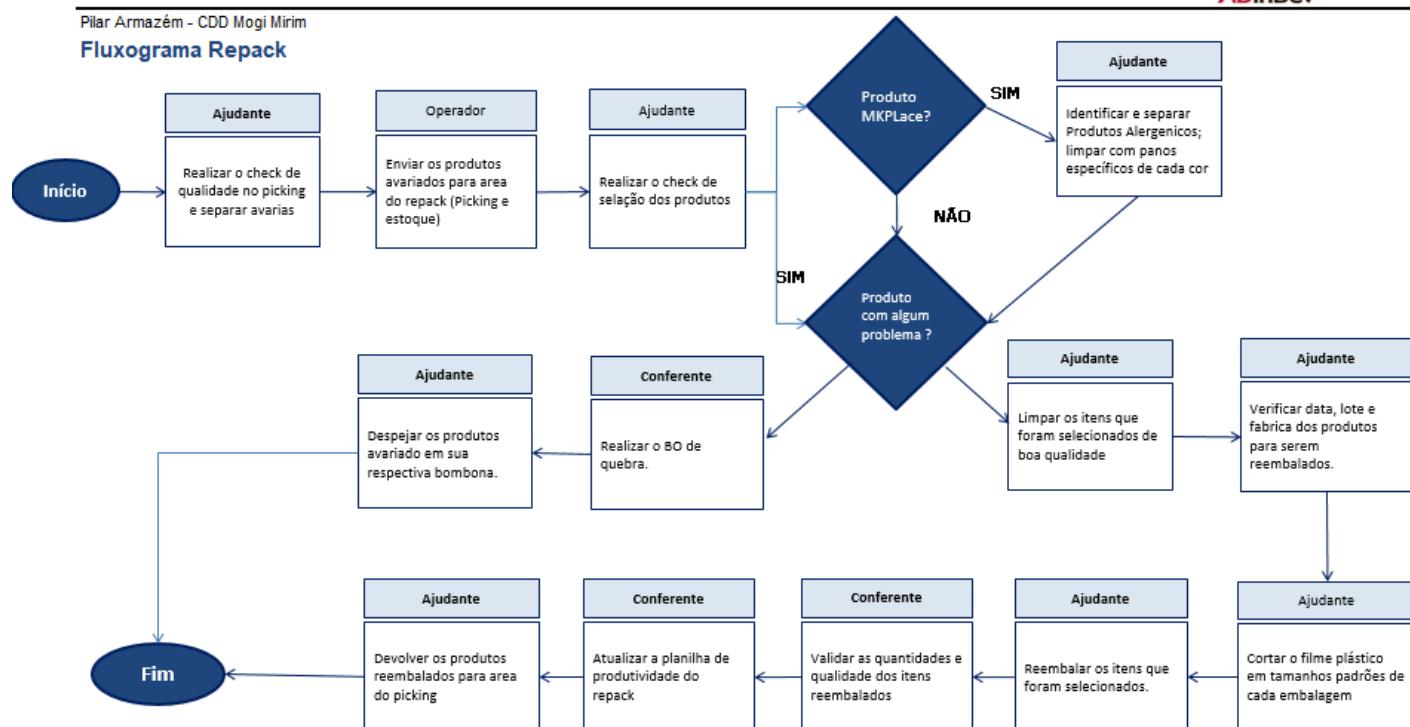 Pilar Armazém - CDD Mogi Mirim
Fluxograma Repack
Início
Ajudante
Realizar o check de
qualidade no picking
e separar avarias
Operador
Enviar os produtos
avariados para area
do repack (Picking e
estoque)
Ajudante
Realizar o check de
selação dos produtos
Produto
MKPLace?
SIM
NÃO
Ajudante
Identificar e separar
Produtos Alergenicos;
limpar com panos
específicos de cada cor
SIM
Produto
com algum
problema ?
Ajudante
Despejar os produtos
avariado em sua
respectiva bombona.
Conferente
Realizar o BO de
quebra.
Ajudante
Limpar os itens que
foram selecionados de
boa qualidade
Ajudante
Verificar data, lote e
fabrica dos produtos
para serem
reembalados.
Fim
Ajudante
Devolver os produtos
reembalados para area
do picking
Conferente
Atualizar a planilha de
produtividade do
repack
Conferente
Validar as quantidades e
qualidade dos itens
reembalados
Ajudante
Reembalar os itens que
foram selecionados.
Ajudante
Cortar o filme plástico
em tamanhos padrões de
cada embalagem